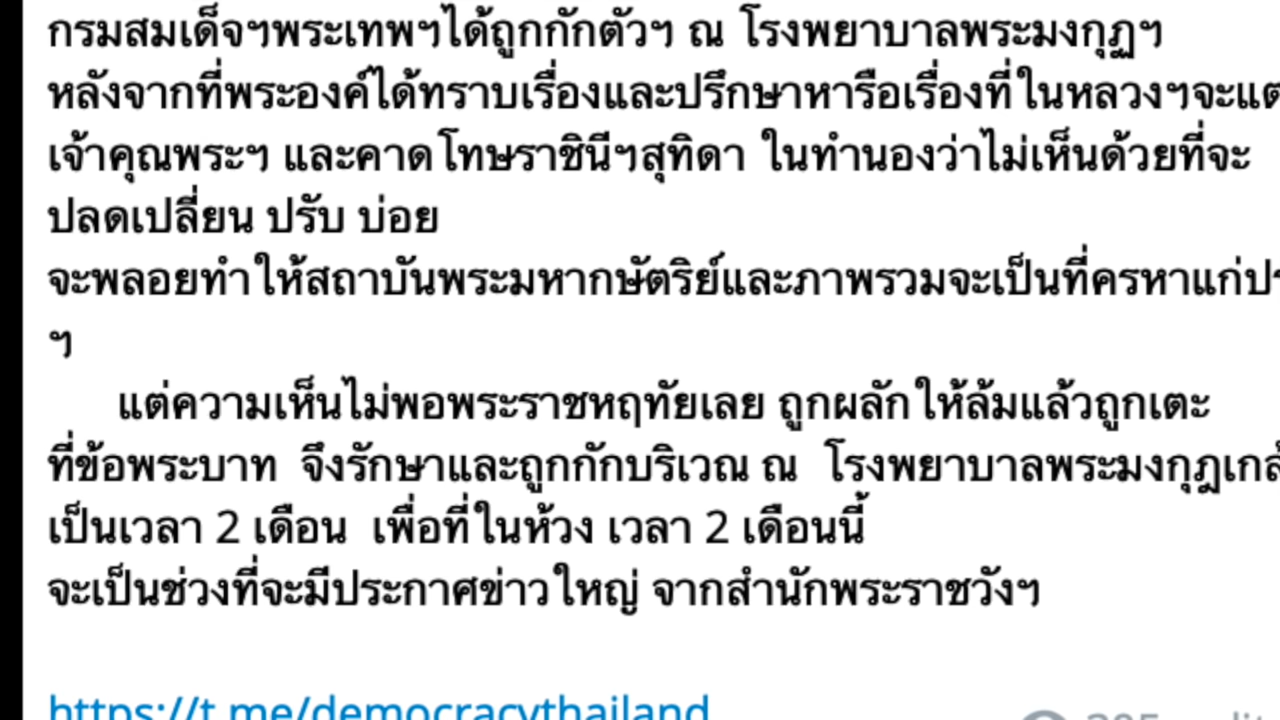 กรมสมเด็จฯพระเทพฯได้ถูกกักตัวฯ ณ โรงพยาบาลพระมงกุฏฯ
หลังจากที่พระองค์ได้ทราบเรื่องและปรึกษาหารือเรื่องที่ในหลวงฯจะแต
เจ้าคุณพระฯ และคาดโทษราชินีฯสุทิดา ในทำนองว่าไม่เห็นด้วยที่จะ
ปลดเปลี่ยน ปรับ บ่อย
จะพลอยทำให้สถาบันพระมหากษัตริย์และภาพรวมจะเป็นที่ครหาแก่ปร
ฯ
แต่ความเห็นไม่พอพระราชหฤทัยเลย ถูกผลักให้ล้มแล้วถูกเตะ
ที่ข้อพระบาท จึงรักษาและถูกกักบริเวณ ณ โรงพยาบาลพระมงกุฎเกล้
เป็นเวลา 2 เดือน เพื่อที่ในห้วง เวลา 2 เดือนนี้
จะเป็นช่วงที่จะมีประกาศข่าวใหญ่ จากสำนักพระราชวังฯ
https://t.me/democracythailand